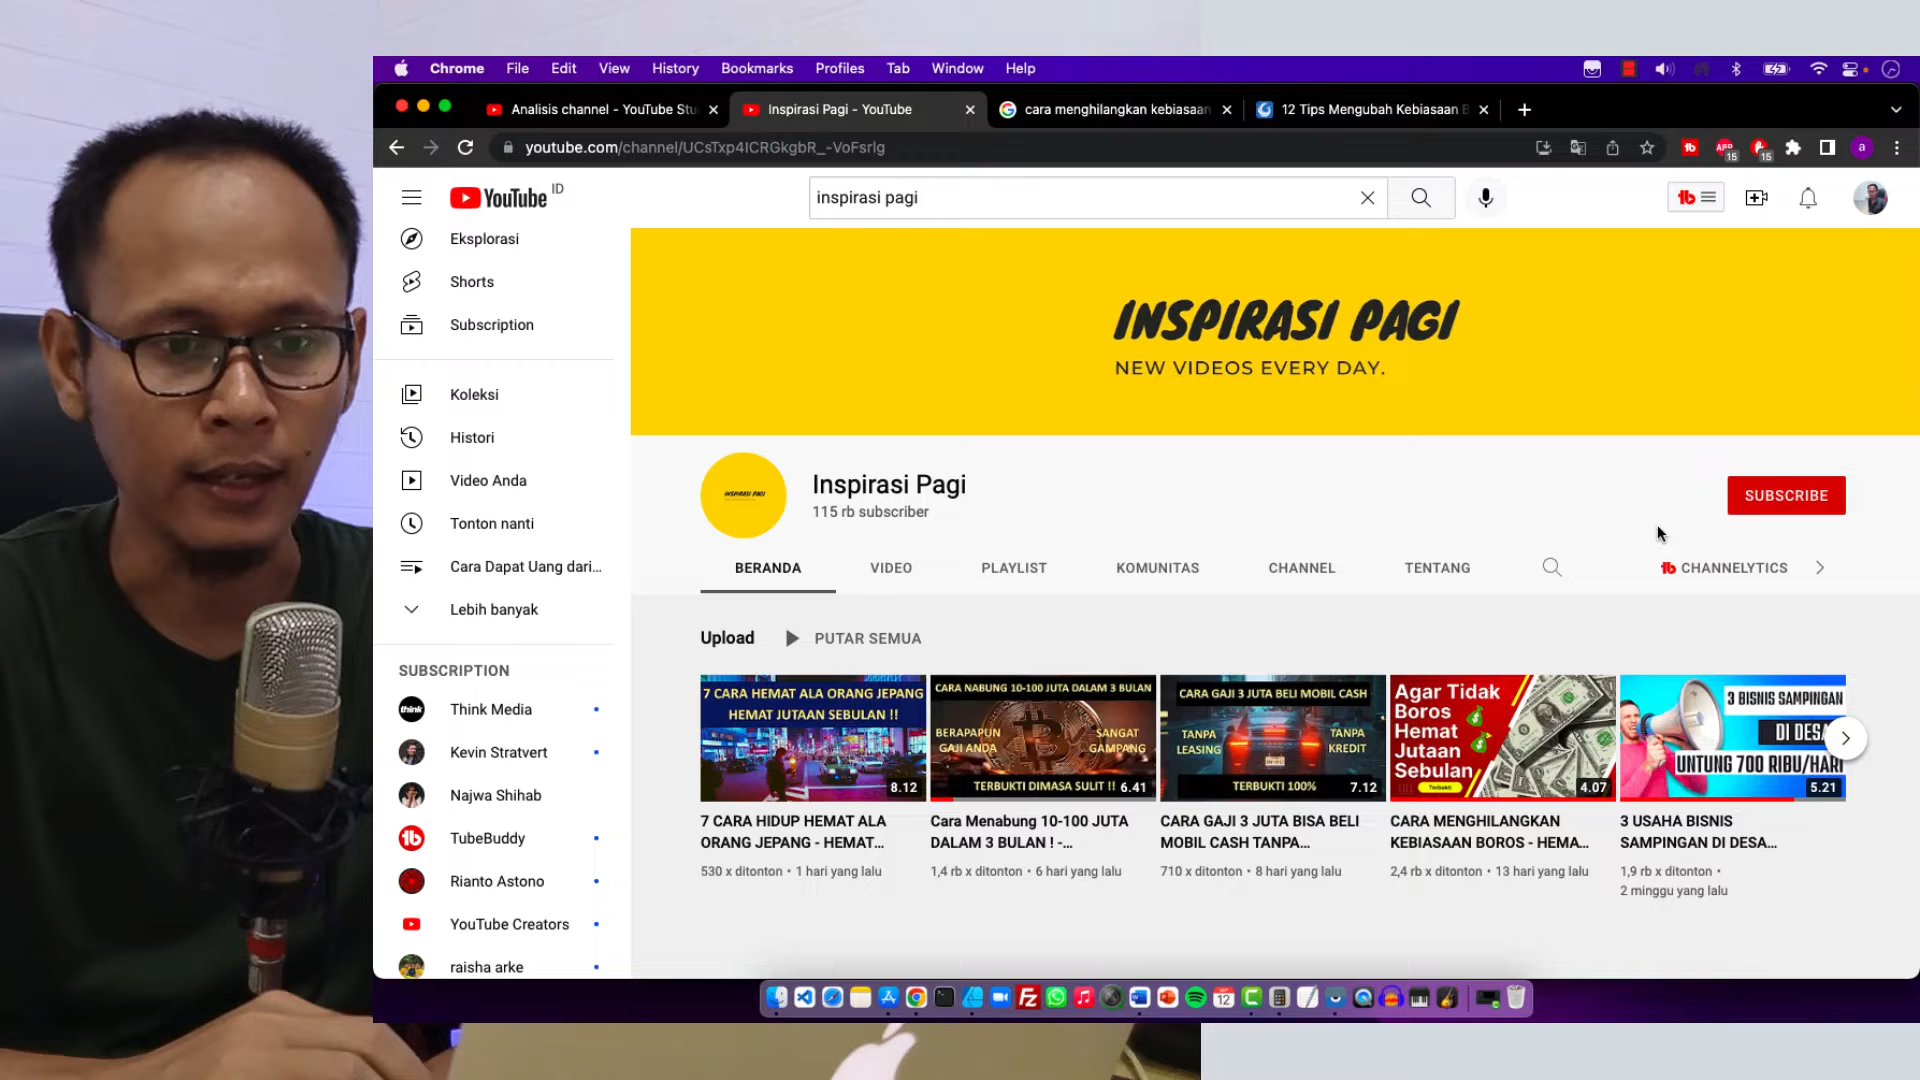 Chrome File Edit View History Bookmarks Profiles Tab Window Help
Analisis channel - YouTube Stu
Inspirasi Pagi - YouTube
cara menghilangkan kebiasaan
12 Tips Mengubah Kebiasaan B
youtube.com/channel/UCsTxp4ICRGkgbR_-VoFsrlg
ABP 15 15 a
YouTube ID
inspirasi pagi
Eksplorasi
Shorts
Subscription
Koleksi
Histori
Video Anda
Tonton nanti
Cara Dapat Uang dari...
Lebih banyak
SUBSCRIPTION
Think Media
Kevin Stratvert
Najwa Shihab
TubeBuddy
Rianto Astono
YouTube Creators
raisha arke
INSPIRASI PAGI
NEW VIDEOS EVERY DAY.
INSPIRASI PAGI
Inspirasi Pagi
115 rb subscriber
SUBSCRIBE
BERANDA VIDEO PLAYLIST KOMUNITAS CHANNEL TENTANG CHANNELYTICS
Upload PUTAR SEMUA
7 CARA HEMAT ALA ORANG JEPANG
HEMAT JUTAAN SEBULAN !!
8.12
7 CARA HIDUP HEMAT ALA
ORANG JEPANG - HEMAT...
530 x ditonton • 1 hari yang lalu
CARA NABUNG 10-100 JUTA DALAM 3 BULAN
BERAPAPUN
GAJI ANDA
SANGAT
GAMPANG
TERBUKTI DIMASA SULIT !!
6.41
Cara Menabung 10-100 JUTA
DALAM 3 BULAN ! -...
1,4 rb x ditonton • 6 hari yang lalu
CARA GAJI 3 JUTA BELI MOBIL CASH
TANPA
LEASING
TANPA
KREDIT
TERBUKTI 100%
7.12
CARA GAJI 3 JUTA BISA BELI
MOBIL CASH TANPA...
710 x ditonton • 8 hari yang lalu
Agar Tidak
Boros
Hemat
Jutaan
Sebulan
Terbukti
4.07
CARA MENGHILANGKAN
KEBIASAAN BOROS - HEMA...
2,4 rb x ditonton • 13 hari yang lalu
3 BISNIS SAMPINGAN
DI DESA
UNTUNG 700 RIBU/HARI
5.21
3 USAHA BISNIS
SAMPINGAN DI DESA...
1,9 rb x ditonton •
2 minggu yang lalu
12